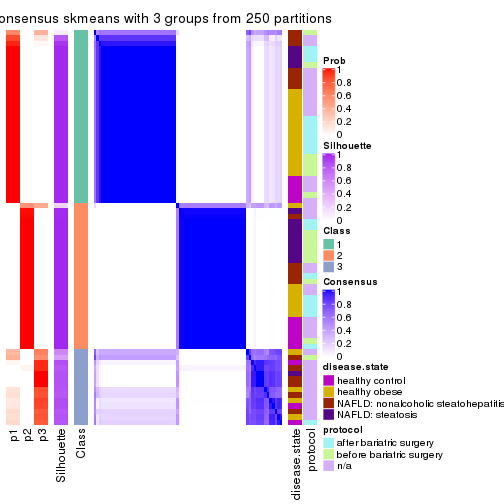 onsensus skmeans with 3 groups from 250 partitions
Prob
1
0.8
0.6
0.4
0.2
0
Silhouette
1
0.8
0.6
0.4
0.2
0
Class
1
2
3
Consensus
1
0.8
0.6
0.4
0.2
0
disease.state
healthy control
healthy obese
NAFLD: nonalcoholic steatohepatitis
NAFLD: steatosis
protocol
after bariatric surgery
before bariatric surgery
n/a
p1
p2
p3
Silhouette
Class
disease.state
protocol